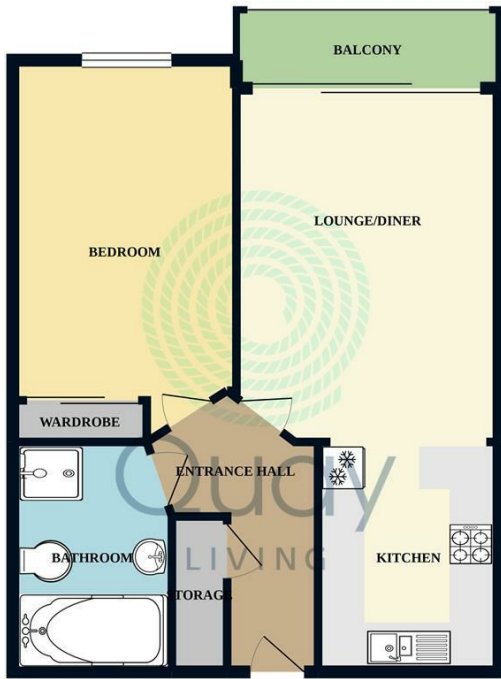 BALCONY
LOUNGE/DINER
BEDROOM
WARDROBE
ENTRANCE HALL
Quay
LIVING
BATHROOM
KITCHEN
STORAGE